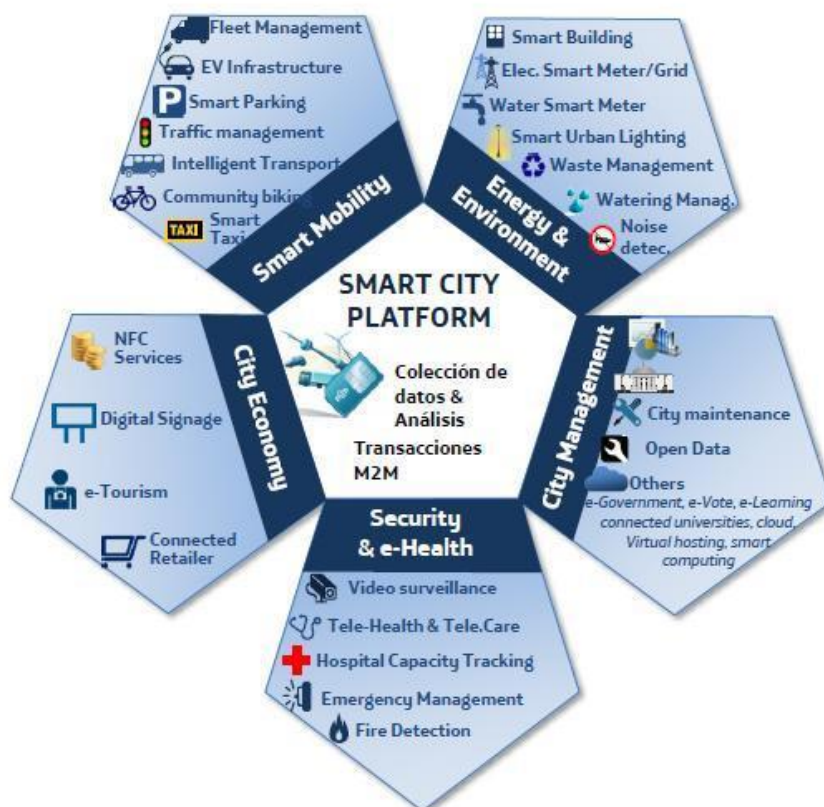 Fleet Management
EV Infrastructure
Smart Parking
Traffic management
Intelligent Transport
Community biking
TAXI
Smart
Taxi
Smart Mobility
Smart Building
Elec. Smart Meter/Grid
Water Smart Meter
Smart Urban Lighting
Waste Management
Watering Manag.
Noise
detec.
Energy &
Environment
SMART CITY
PLATFORM
Colección de
datos &
Análisis
Transacciones
M2M
NFC
Services
Digital Signage
e-Tourism
Connected
Retailer
City Economy
City Management
City maintenance
Open Data
Others
e-Government, e-Vote, e-Learning
connected universities, cloud,
Virtual hosting, smart
computing
Security
& e-Health
Video surveillance
Tele-Health & Tele.Care
Hospital Capacity Tracking
Emergency Management
Fire Detection